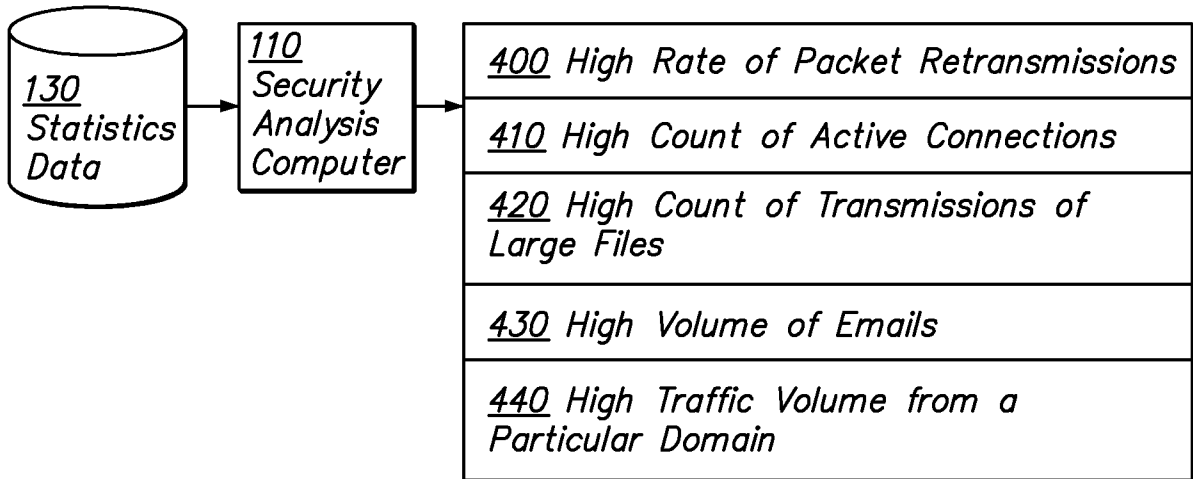 130
Statistics
Data
110
Security
Analysis
Computer
400 High Rate of Packet Retransmissions
410 High Count of Active Connections
420 High Count of Transmissions of
Large Files
430 High Volume of Emails
440 High Traffic Volume from a
Particular Domain